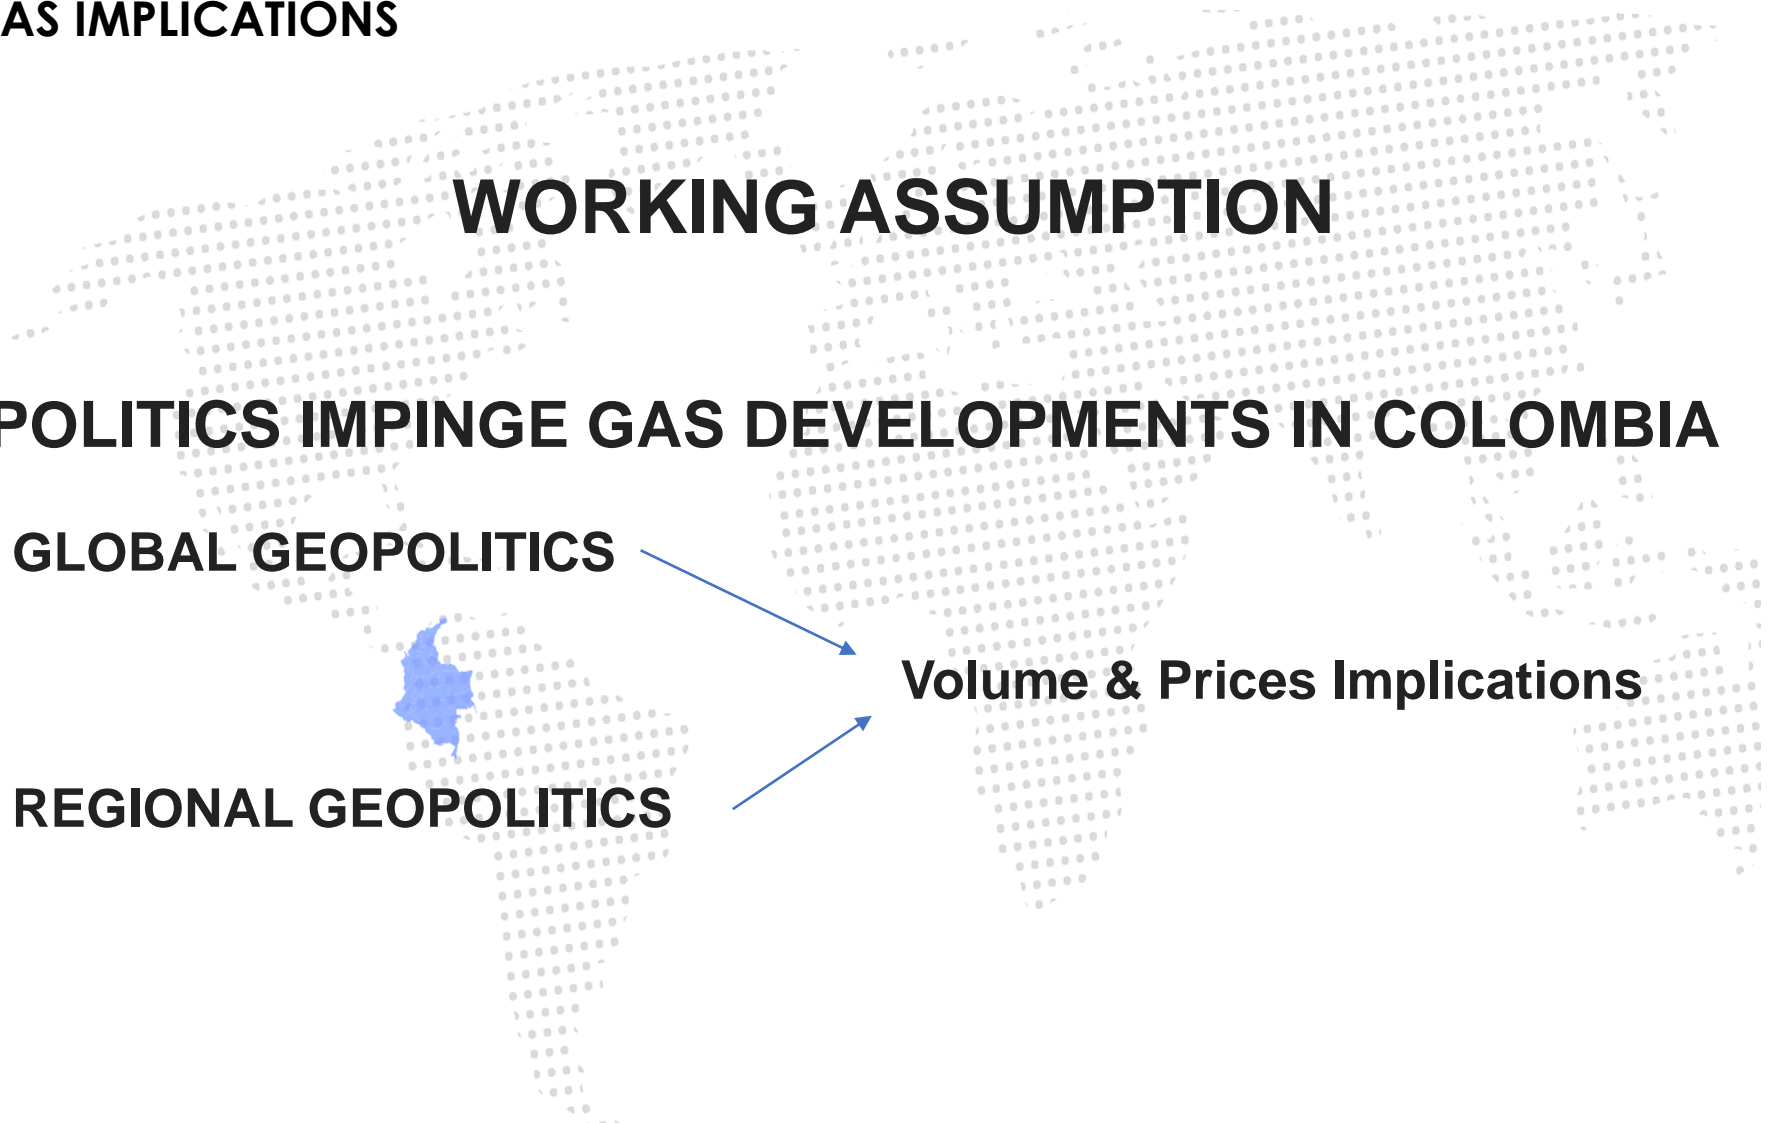 AS IMPLICATIONS
WORKING ASSUMPTION
POLITICS IMPINGE GAS DEVELOPMENTS IN COLOMBIA
GLOBAL GEOPOLITICS
Volume & Prices Implications
REGIONAL GEOPOLITICS